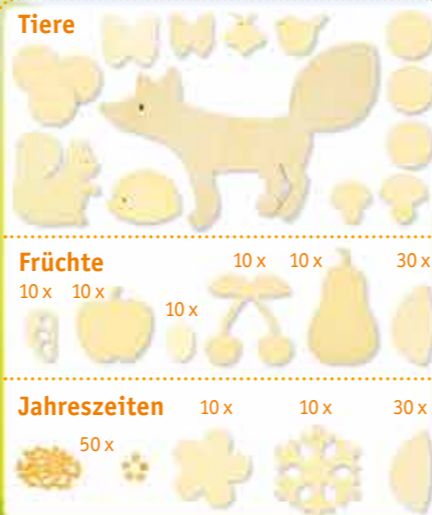 Tiere
Früchte
10 x 10 x 30 x
10 x 10 x
10 x
Jahreszeiten 10 x 10 x 30 x
50 x